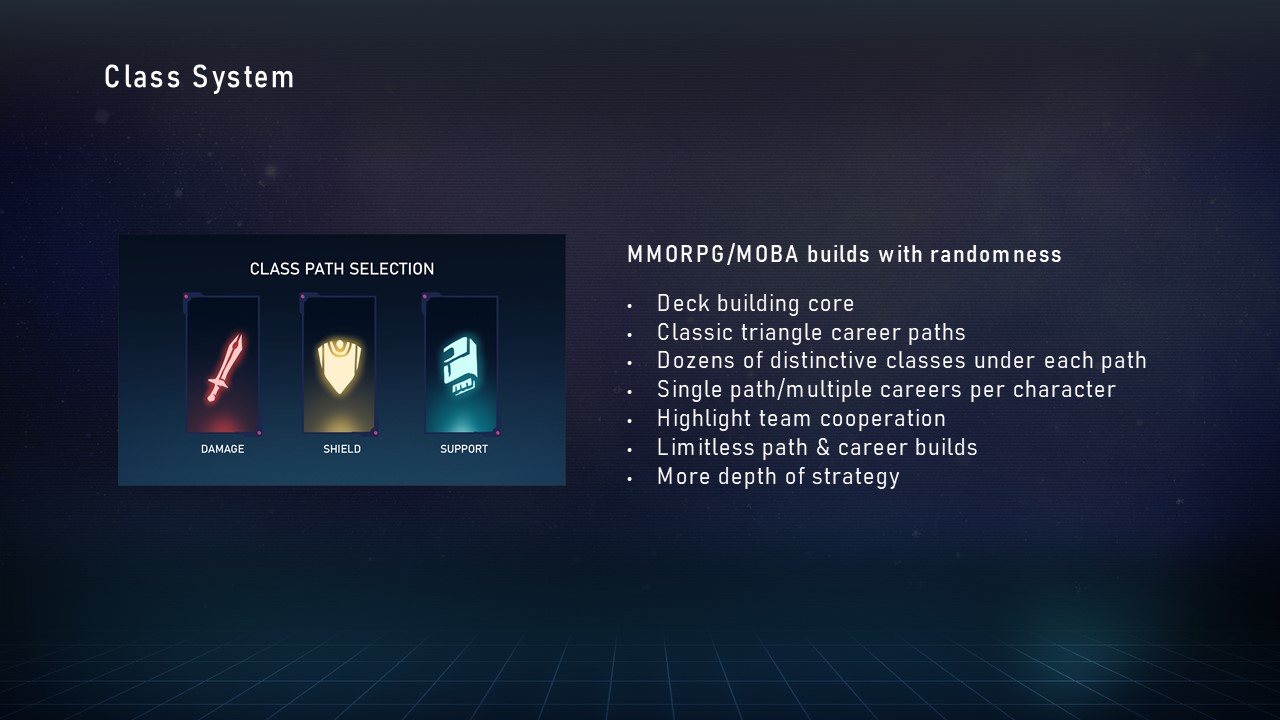 Class System
CLASS PATH SELECTION
DAMAGE
SHIELD
SUPPORT
MMORPG/MOBA builds with randomness
• Deck building core
• Classic triangle career paths
• Dozens of distinctive classes under each path
• Single path/multiple careers per character
• Highlight team cooperation
• Limitless path & career builds
• More depth of strategy